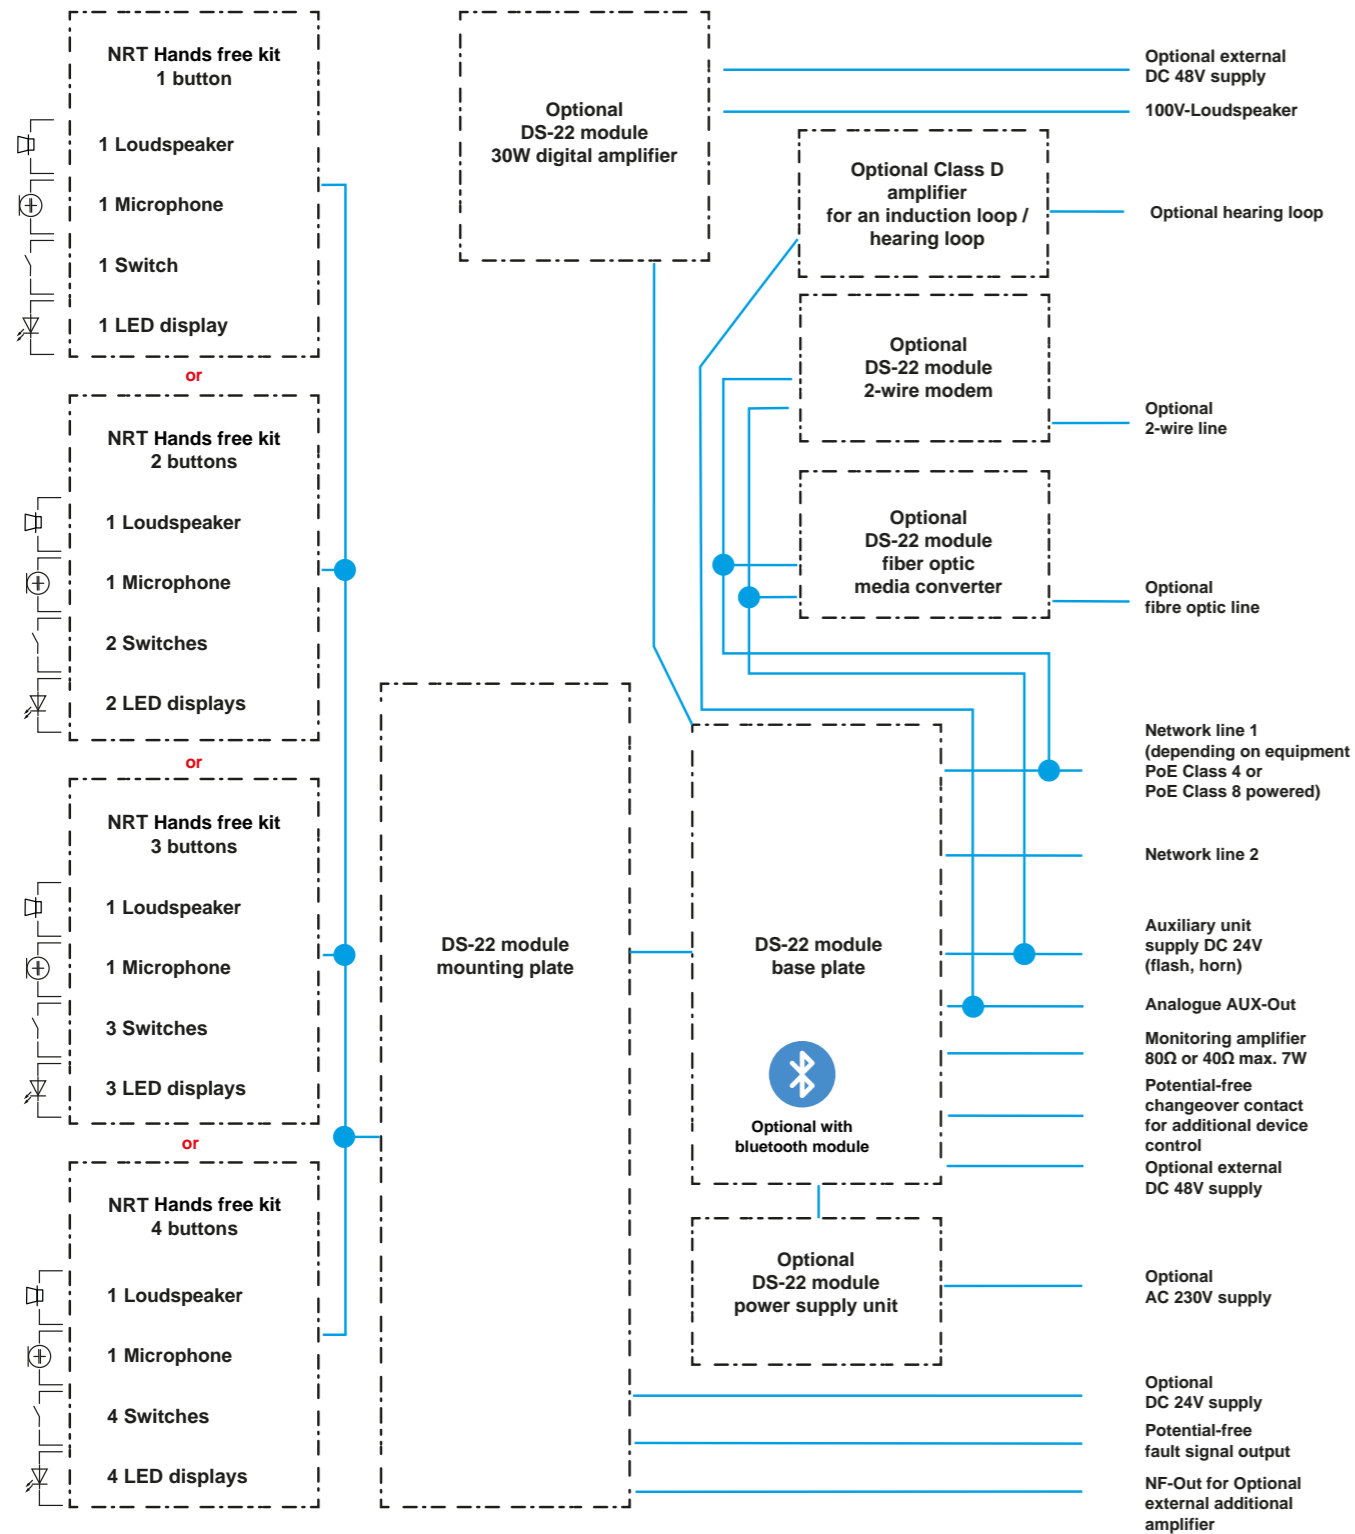 NRT Hands free kit
1 button
1 Loudspeaker
1 Microphone
1 Switch
1 LED display
or
NRT Hands free kit
2 buttons
1 Loudspeaker
1 Microphone
2 Switches
2 LED displays
or
NRT Hands free kit
3 buttons
1 Loudspeaker
1 Microphone
3 Switches
3 LED displays
or
NRT Hands free kit
4 buttons
1 Loudspeaker
1 Microphone
4 Switches
4 LED displays
DS-22 module
mounting plate
Optional
DS-22 module
30W digital amplifier
Optional Class D
amplifier
for an induction loop /
hearing loop
Optional
DS-22 module
2-wire modem
Optional
DS-22 module
fiber optic
media converter
DS-22 module
base plate
Optional with
bluetooth module
Optional
DS-22 module
power supply unit
Optional external
DC 48V supply
100V-Loudspeaker
Optional hearing loop
Optional
2-wire line
Optional
fibre optic line
Network line 1
(depending on equipment
PoE Class 4 or
PoE Class 8 powered)
Network line 2
Auxiliary unit
supply DC 24V
(flash, horn)
Analogue AUX-Out
Monitoring amplifier
80Ω or 40Ω max. 7W
Potential-free
changeover contact
for additional device
control
Optional external
DC 48V supply
Optional
AC 230V supply
Optional
DC 24V supply
Potential-free
fault signal output
NF-Out for Optional
external additional
amplifier